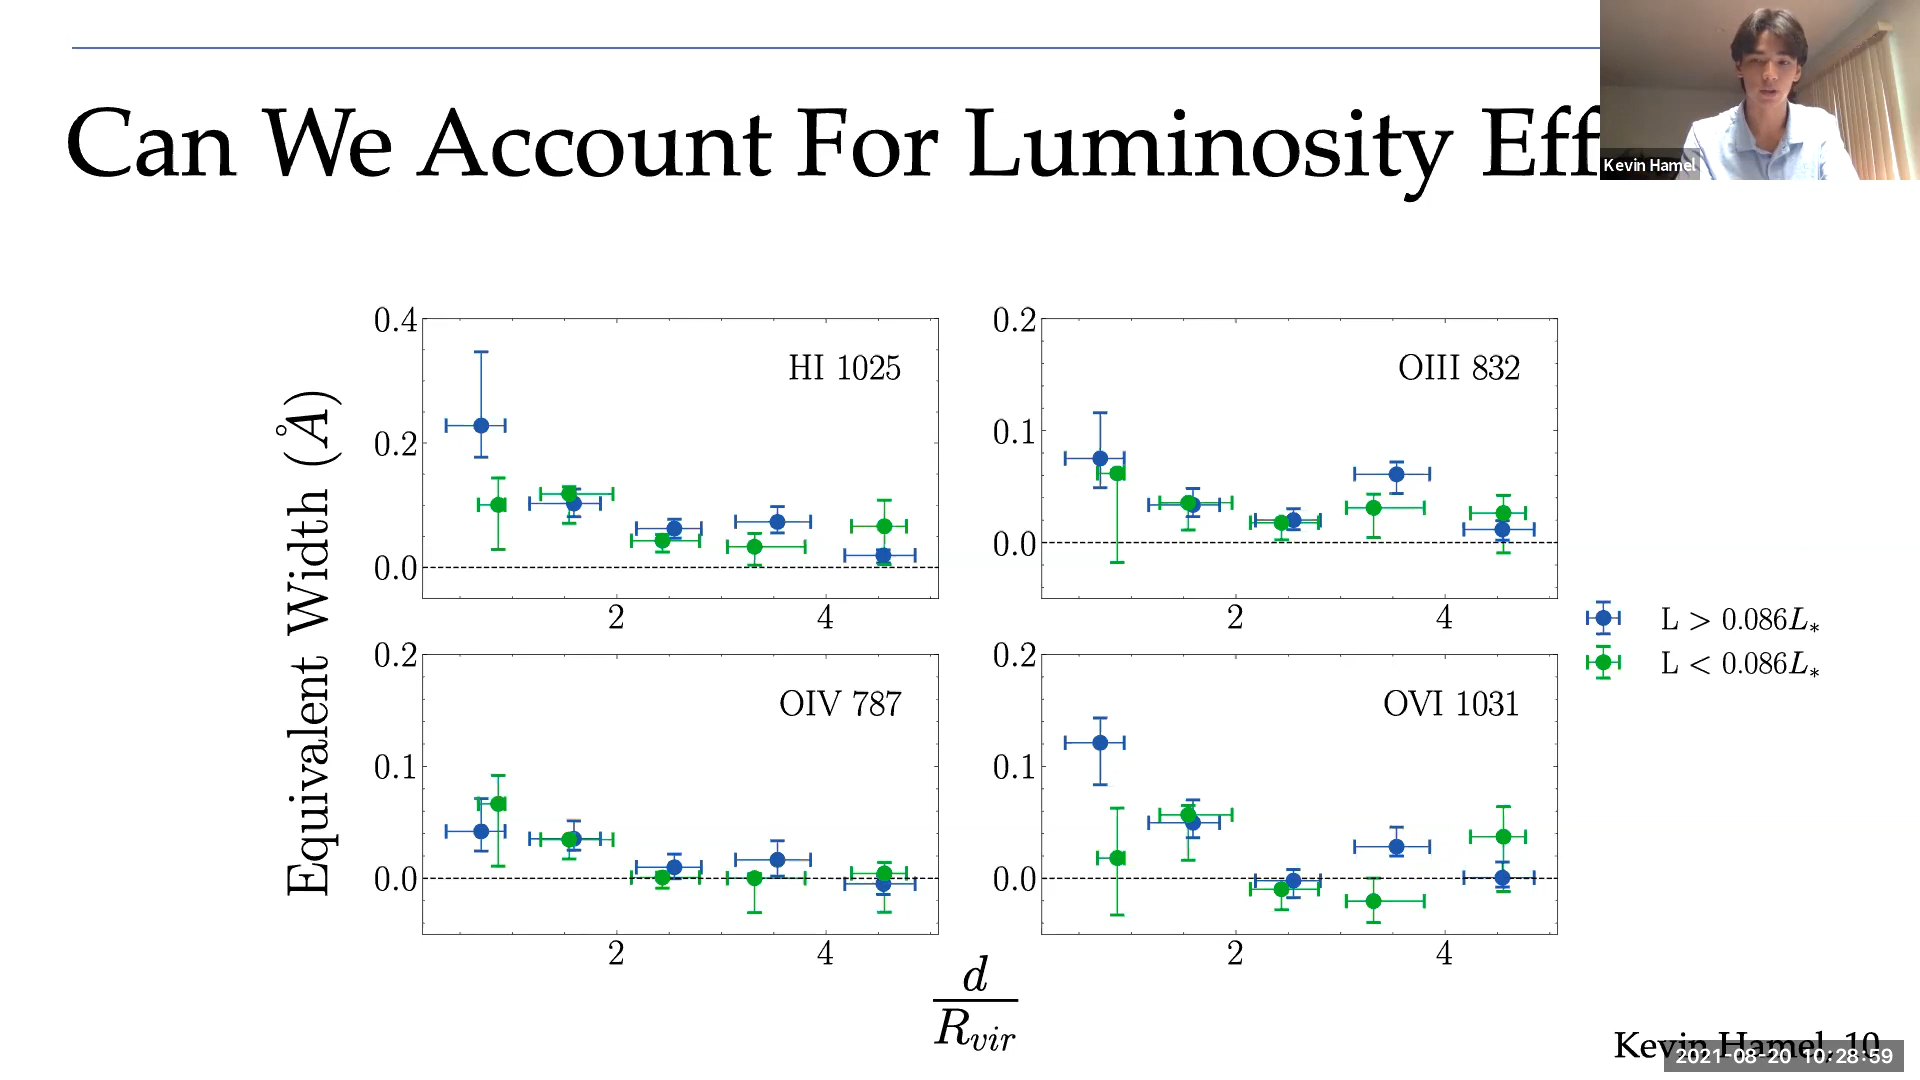 Can We Account For Luminosity Eff
Kevin Hamel
Equivalent Width (Å)
0.4
0.2
0.0
HI 1025
2
4
0.2
0.1
0.0
OIII 832
2
4
0.2
0.1
0.0
OIV 787
2
4
0.2
0.1
0.0
OVI 1031
2
4
L > 0.086L*
L < 0.086L*
d
Rvir
Kevin Hamel, 10
2021-08-20 10:28:59